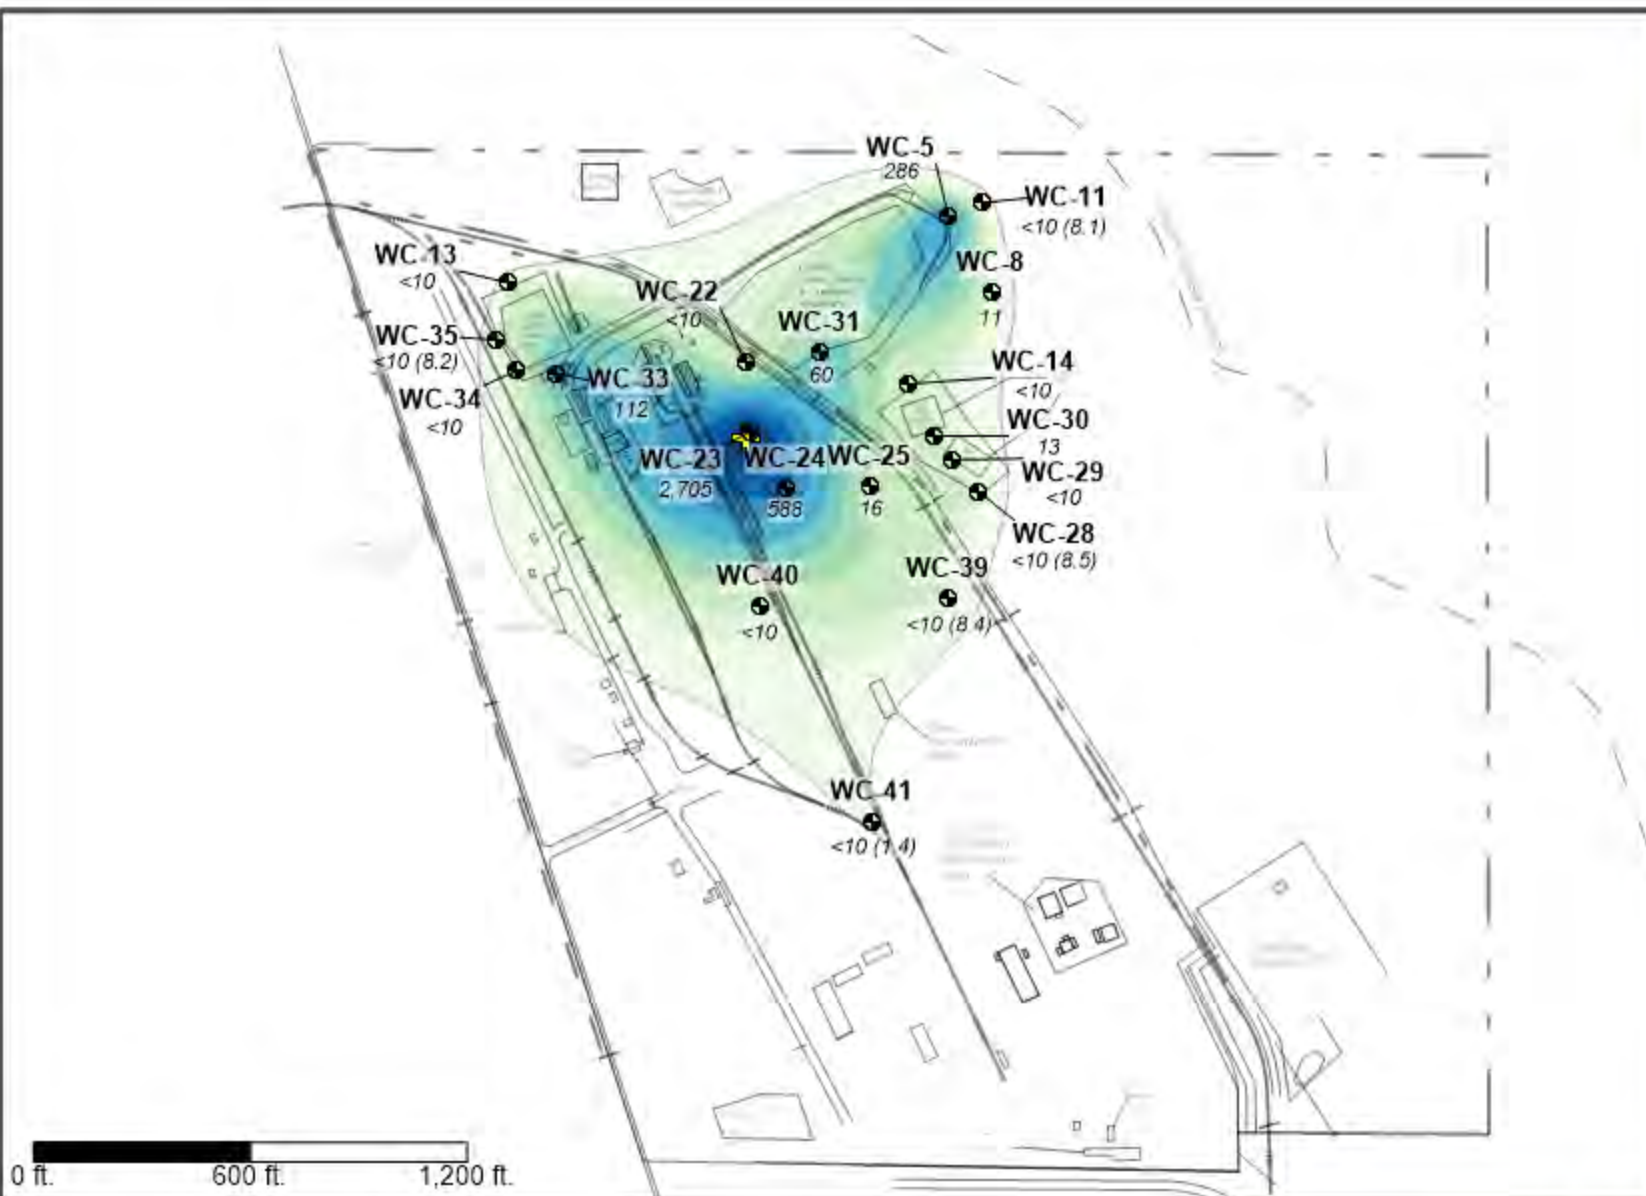 WC-5
286
WC-11
<10 (8.1)
WC-13
<10
WC-8
11
WC-22
<10
WC-31
60
WC-35
<10 (8.2)
WC-33
112
WC-34
<10
WC-14
<10
WC-30
13
WC-23
2,705
WC-24
588
WC-25
16
WC-29
<10
WC-28
<10 (8.5)
WC-40
<10
WC-39
<10 (8.4)
WC-41
<10 (1.4)
0 ft.
600 ft.
1,200 ft.